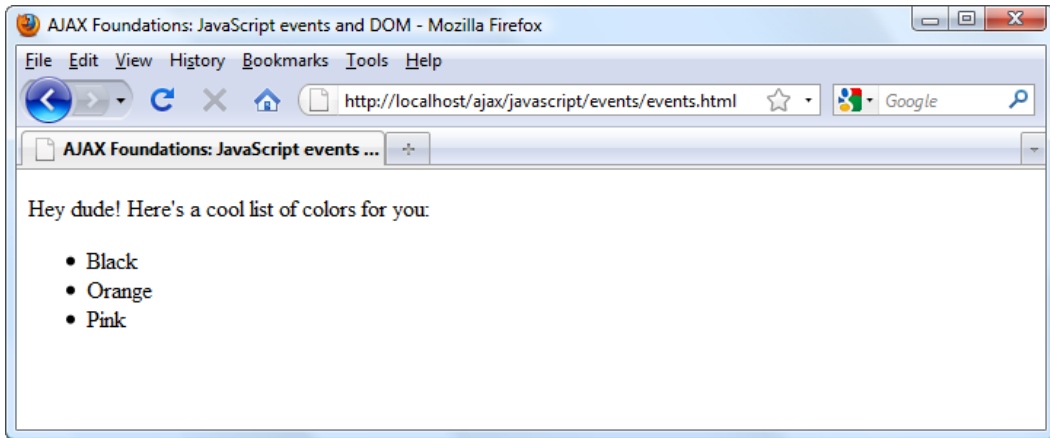 AJAX Foundations: JavaScript events and DOM - Mozilla Firefox
File Edit View History Bookmarks Tools Help
http://localhost/ajax/javascript/events/events.html Google
AJAX Foundations: JavaScript events ...
Hey dude! Here's a cool list of colors for you:
• Black
• Orange
• Pink